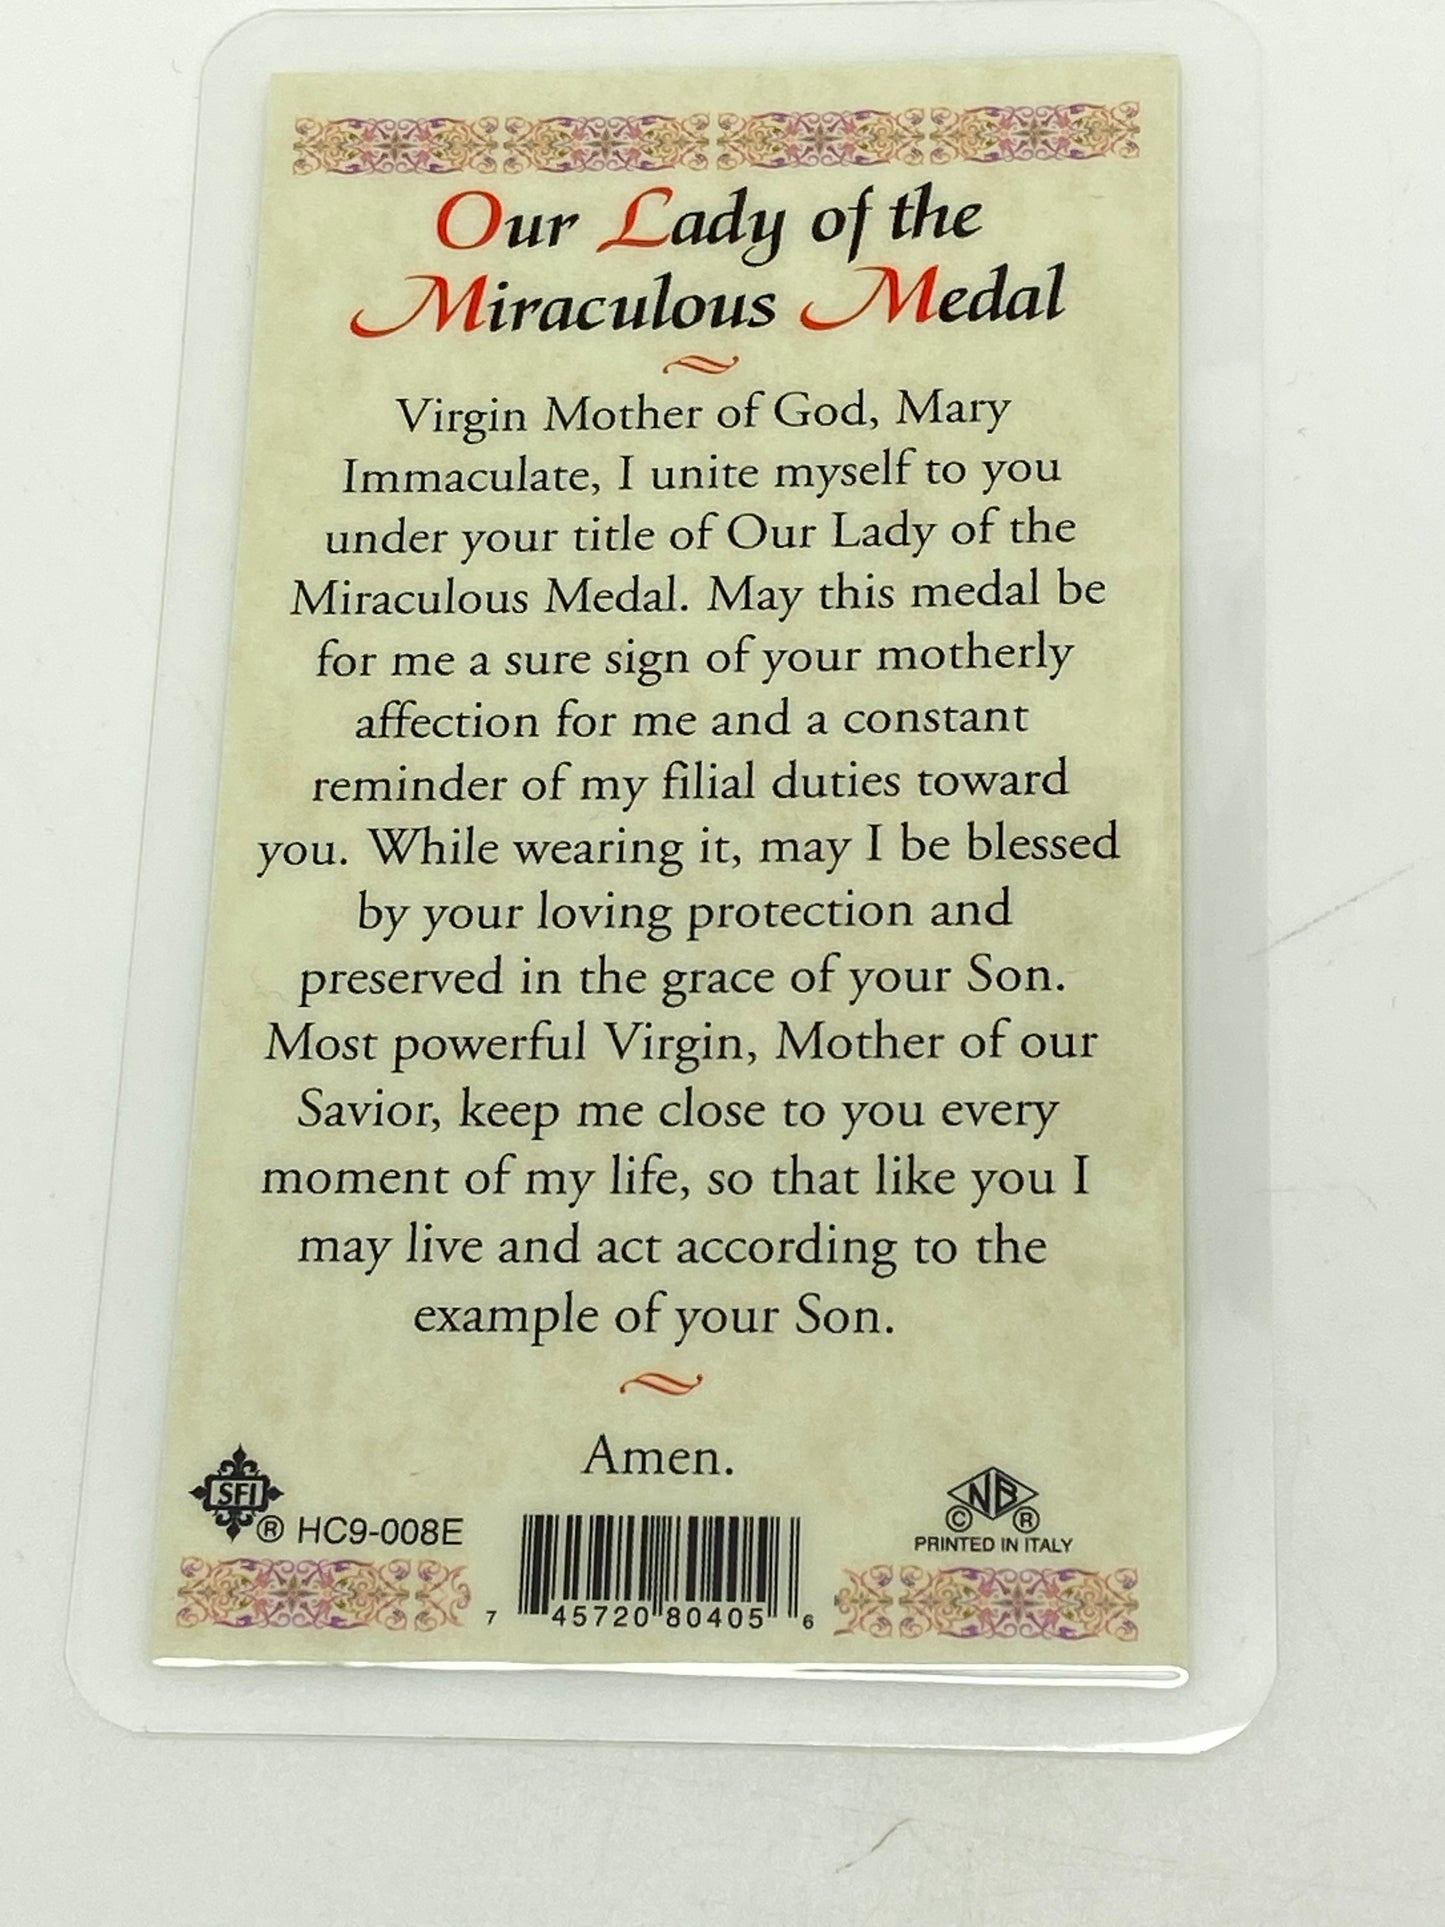 Our Lady of the
Miraculous Medal
Virgin Mother of God, Mary
Immaculate, I unite myself to you
under your title of Our Lady of the
Miraculous Medal. May this medal be
for me a sure sign of your motherly
affection for me and a constant
reminder of my filial duties toward
you. While wearing it, may I be blessed
by your loving protection and
preserved in the grace of your Son.
Most powerful Virgin, Mother of our
Savior, keep me close to you every
moment of my life, so that like you I
may live and act according to the
example of your Son.
Amen.
SFI
® HC9-008E
NB
© ®
PRINTED IN ITALY
7 45720 80405 6